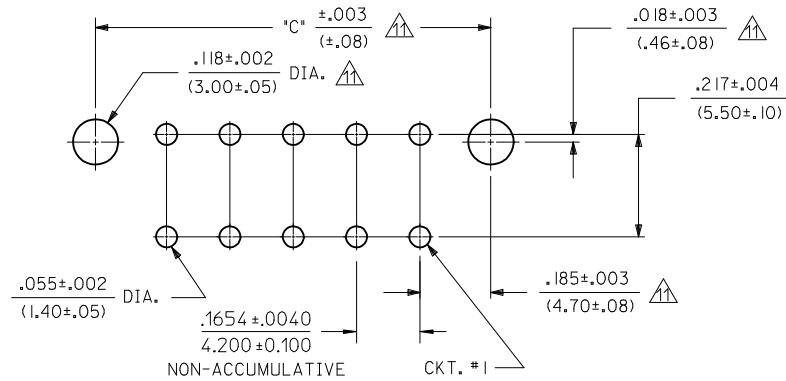 "C" ±.003
(±.08) 11
.018±.003
(.46±.08) 11
.118±.002 DIA. 11
(3.00±.05)
.217±.004
(5.50±.10)
.055±.002 DIA.
(1.40±.05)
.185±.003
(4.70±.08) 11
.1654±.0040
4.200±0.100
NON-ACCUMULATIVE
CKT. #1